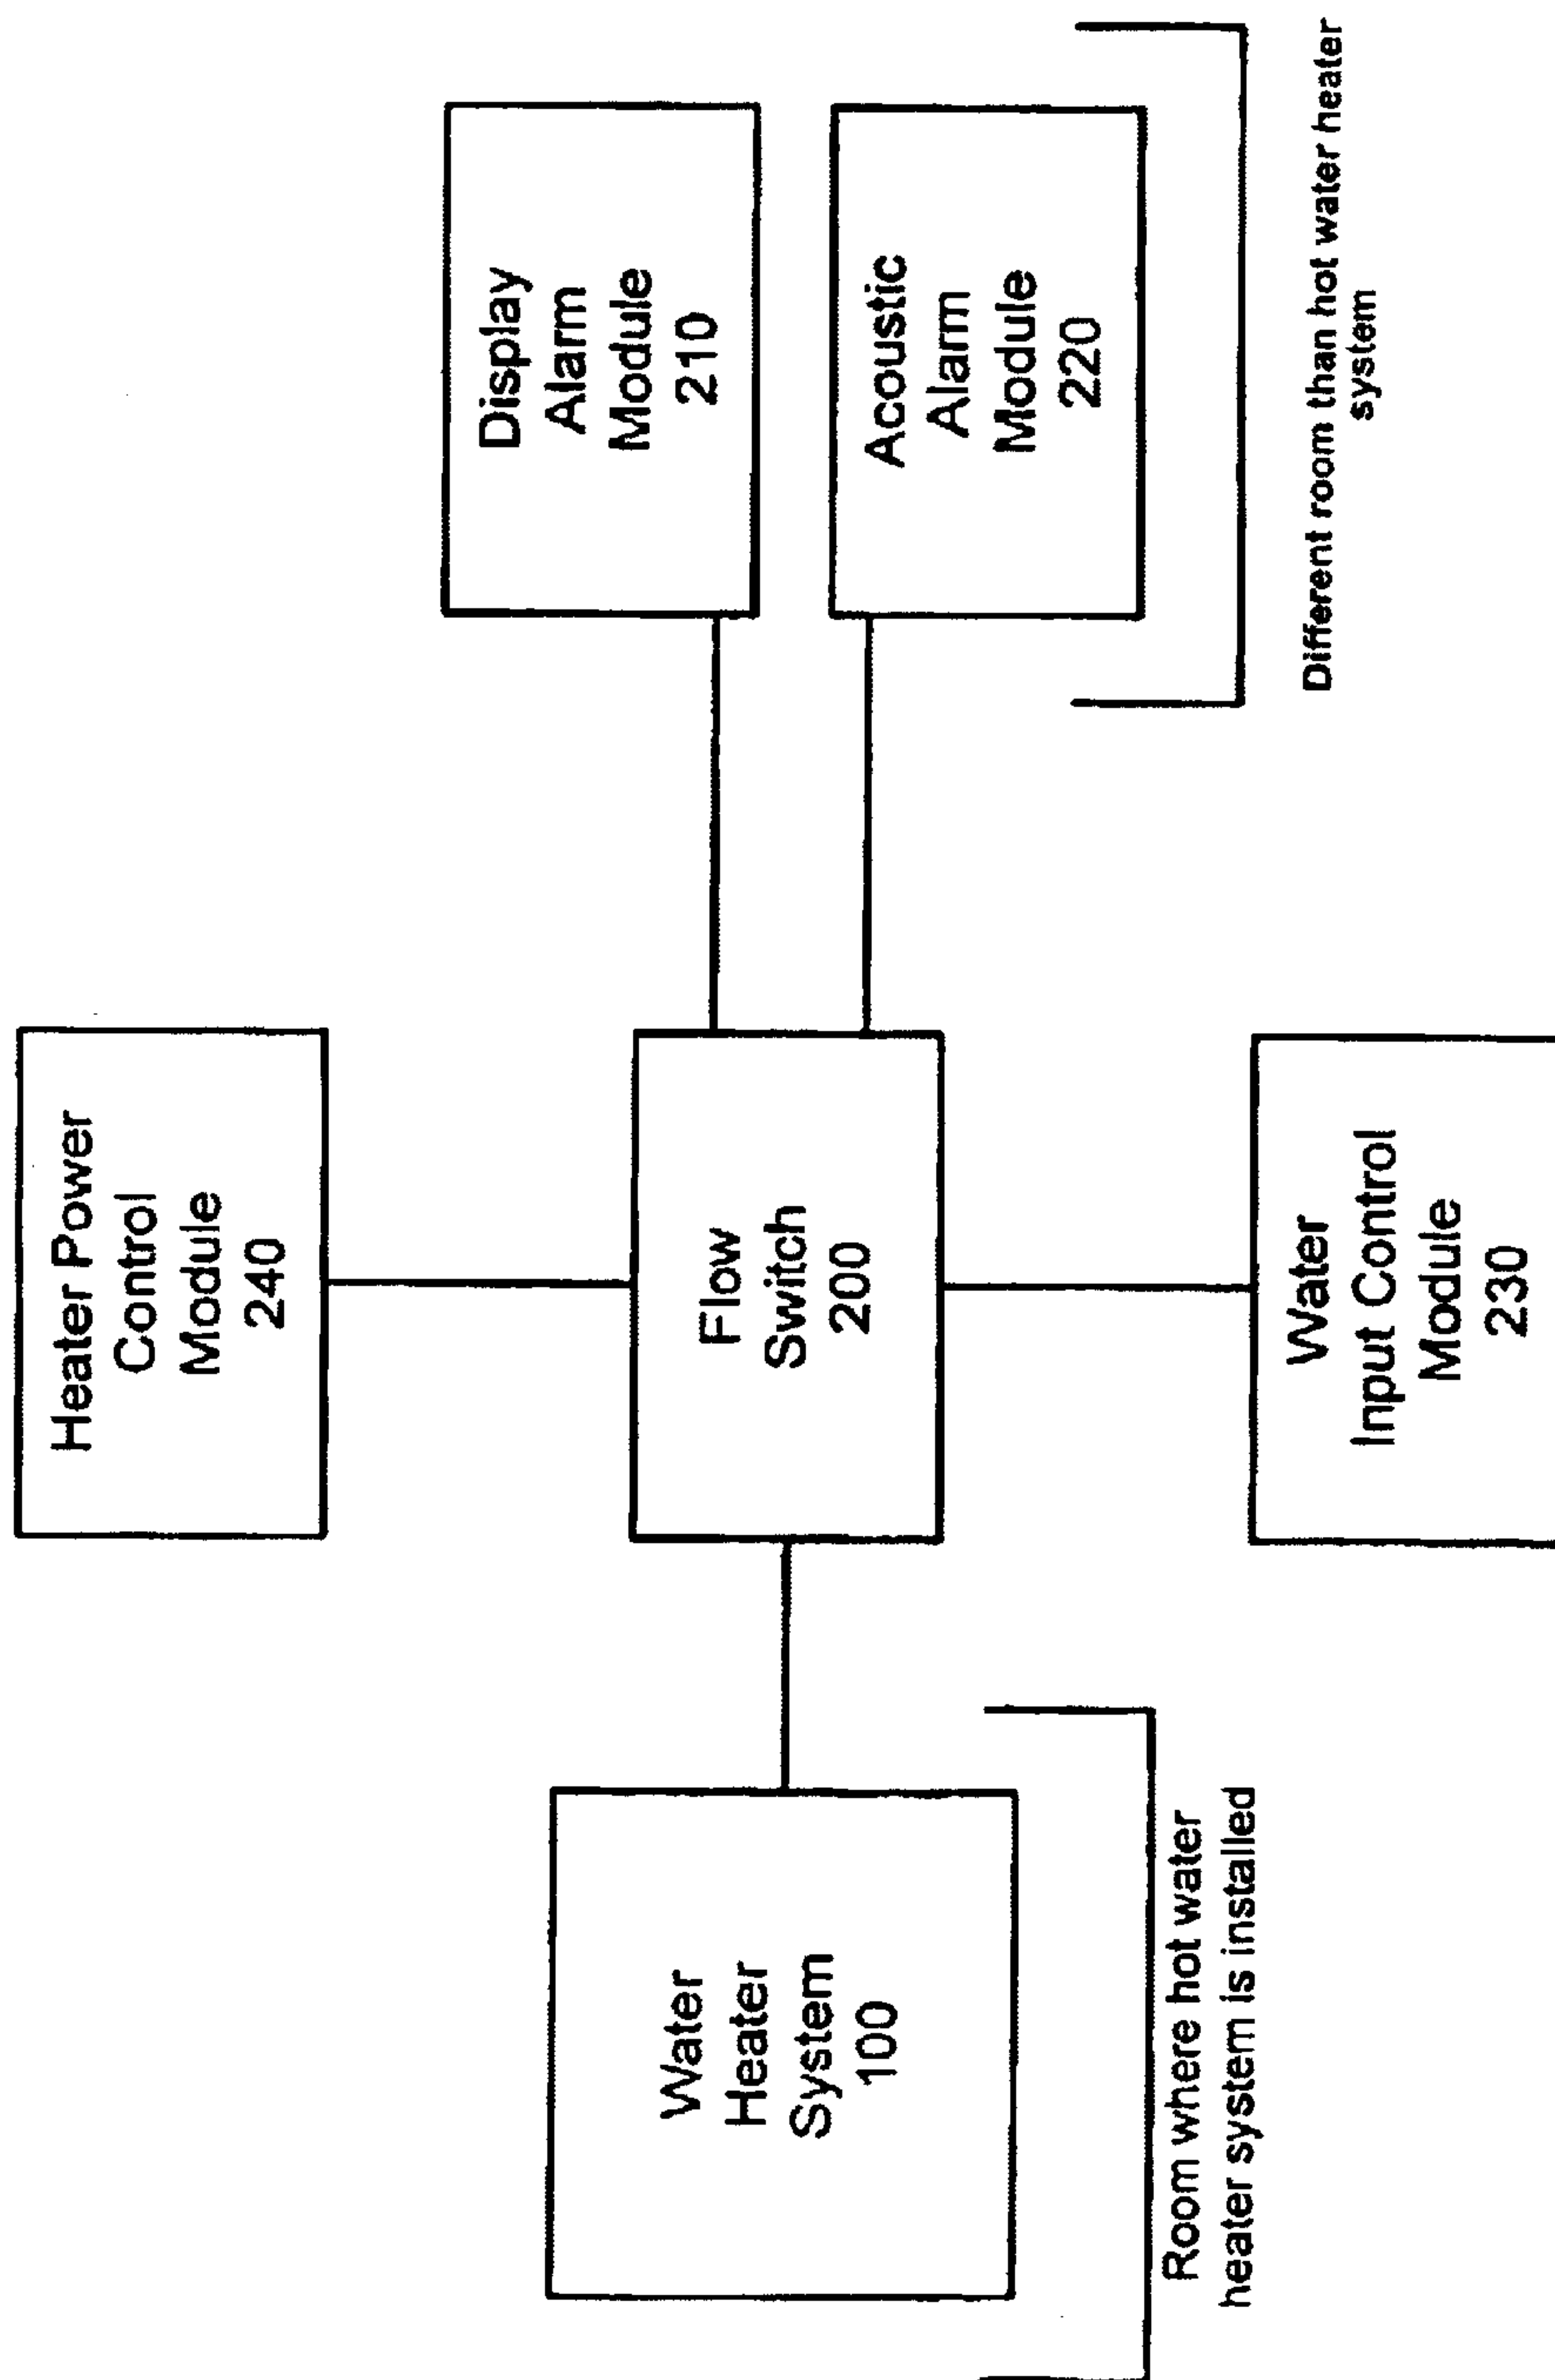 Heater Power
Control
Module
240
Water
Heater
System
100
Flow
Switch
200
Display
Alarm
Module
210
Acoustic
Alarm
Module
220
Water
Input Control
Module
230
Room where hot water
heater system is installed
Different room than hot water heater
system